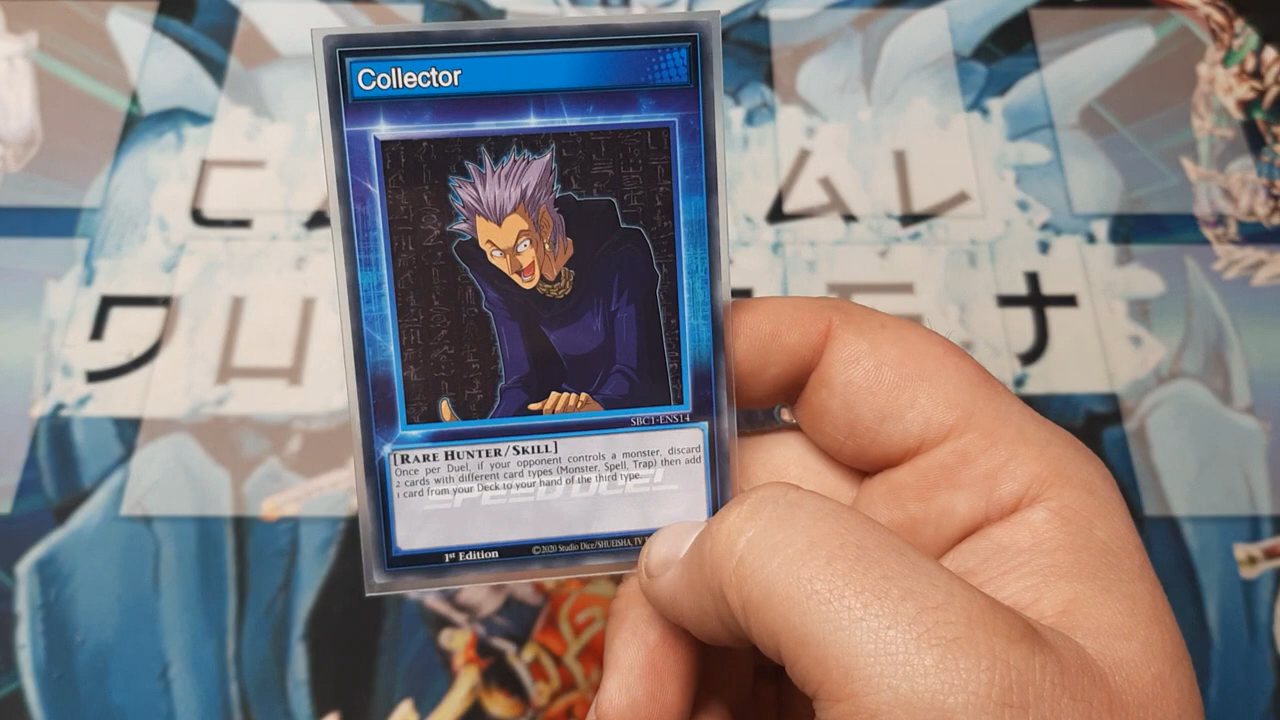 Collector
SBC1-ENS14
[RARE HUNTER/SKILL]
Once per Duel, if your opponent controls a monster, discard
2 cards with different card types (Monster, Spell, Trap) then add
1 card from your Deck to your hand of the third type.
SPEED DUEL
1st Edition
©2020 Studio Dice/SHUEISHA, TV